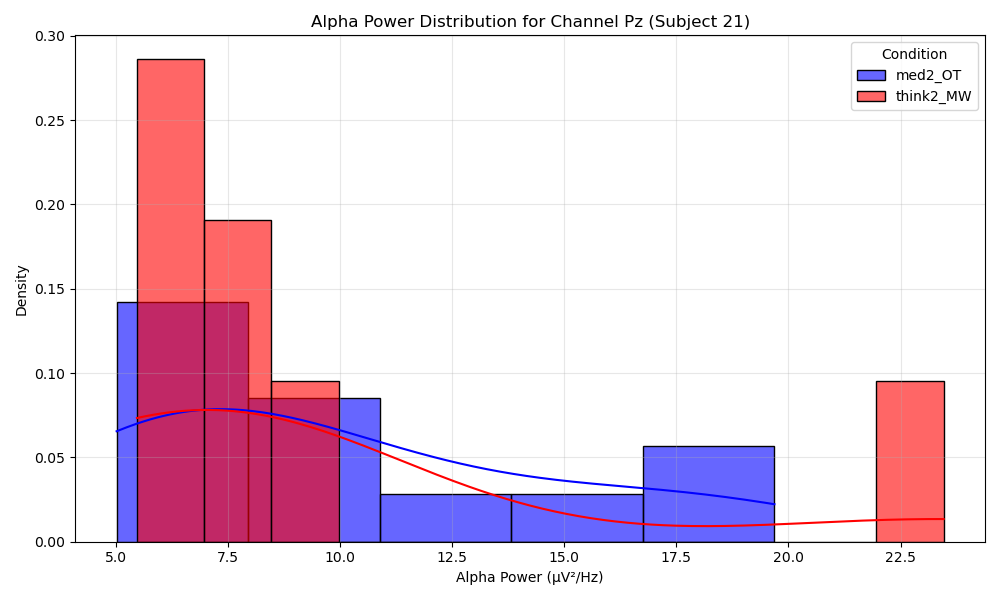 Alpha Power Distribution for Channel Pz (Subject 21)
Condition
med2_OT
think2_MW
0.30
0.25
0.20
0.15
0.10
0.05
0.00
Density
5.0 7.5 10.0 12.5 15.0 17.5 20.0 22.5
Alpha Power (μV²/Hz)